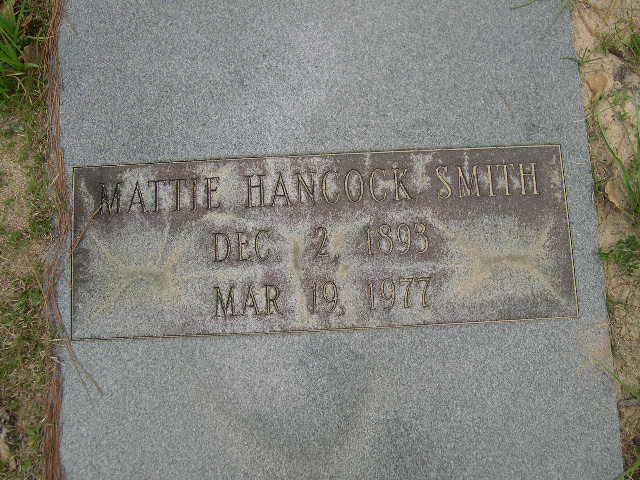 MATTIE HANCOCK SMITH
DEC 2, 1893
MAR 19, 1977